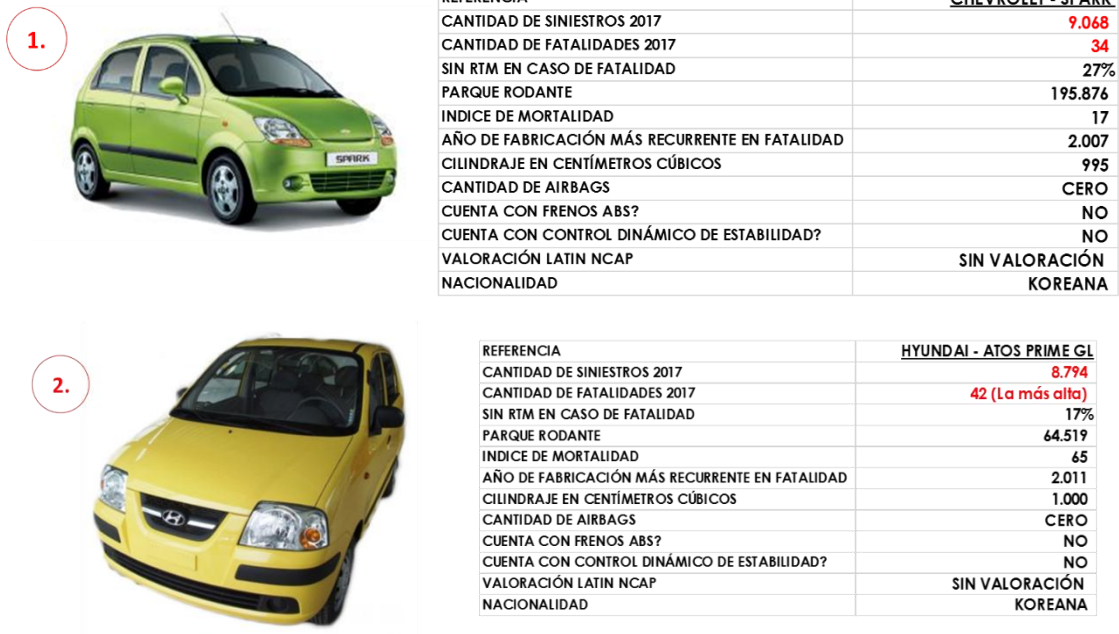 1.
REFERENCIA CHEVROLET - SPARK
CANTIDAD DE SINIESTROS 2017 9.068
CANTIDAD DE FATALIDADES 2017 34
SIN RTM EN CASO DE FATALIDAD 27%
PARQUE RODANTE 195.876
INDICE DE MORTALIDAD 17
AÑO DE FABRICACIÓN MÁS RECURRENTE EN FATALIDAD 2.007
CILINDRAJE EN CENTÍMETROS CÚBICOS 995
CANTIDAD DE AIRBAGS CERO
CUENTA CON FRENOS ABS? NO
CUENTA CON CONTROL DINÁMICO DE ESTABILIDAD? NO
VALORACIÓN LATIN NCAP SIN VALORACIÓN
NACIONALIDAD KOREANA
SPARK
2.
REFERENCIA HYUNDAI - ATOS PRIME GL
CANTIDAD DE SINIESTROS 2017 8.794
CANTIDAD DE FATALIDADES 2017 42 (La más alta)
SIN RTM EN CASO DE FATALIDAD 17%
PARQUE RODANTE 64.519
INDICE DE MORTALIDAD 65
AÑO DE FABRICACIÓN MÁS RECURRENTE EN FATALIDAD 2.011
CILINDRAJE EN CENTÍMETROS CÚBICOS 1.000
CANTIDAD DE AIRBAGS CERO
CUENTA CON FRENOS ABS? NO
CUENTA CON CONTROL DINÁMICO DE ESTABILIDAD? NO
VALORACIÓN LATIN NCAP SIN VALORACIÓN
NACIONALIDAD KOREANA